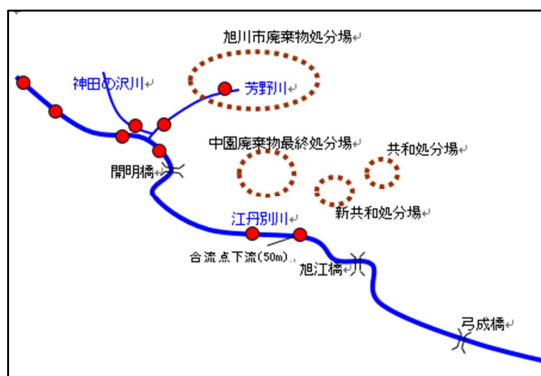 旭川市廃棄物処分場
神田の沢川
芳野川
中園廃棄物最終処分場
共和処分場
開明橋
新共和処分場
江丹別川
合流点下流(50m)
旭江橋
弓成橋